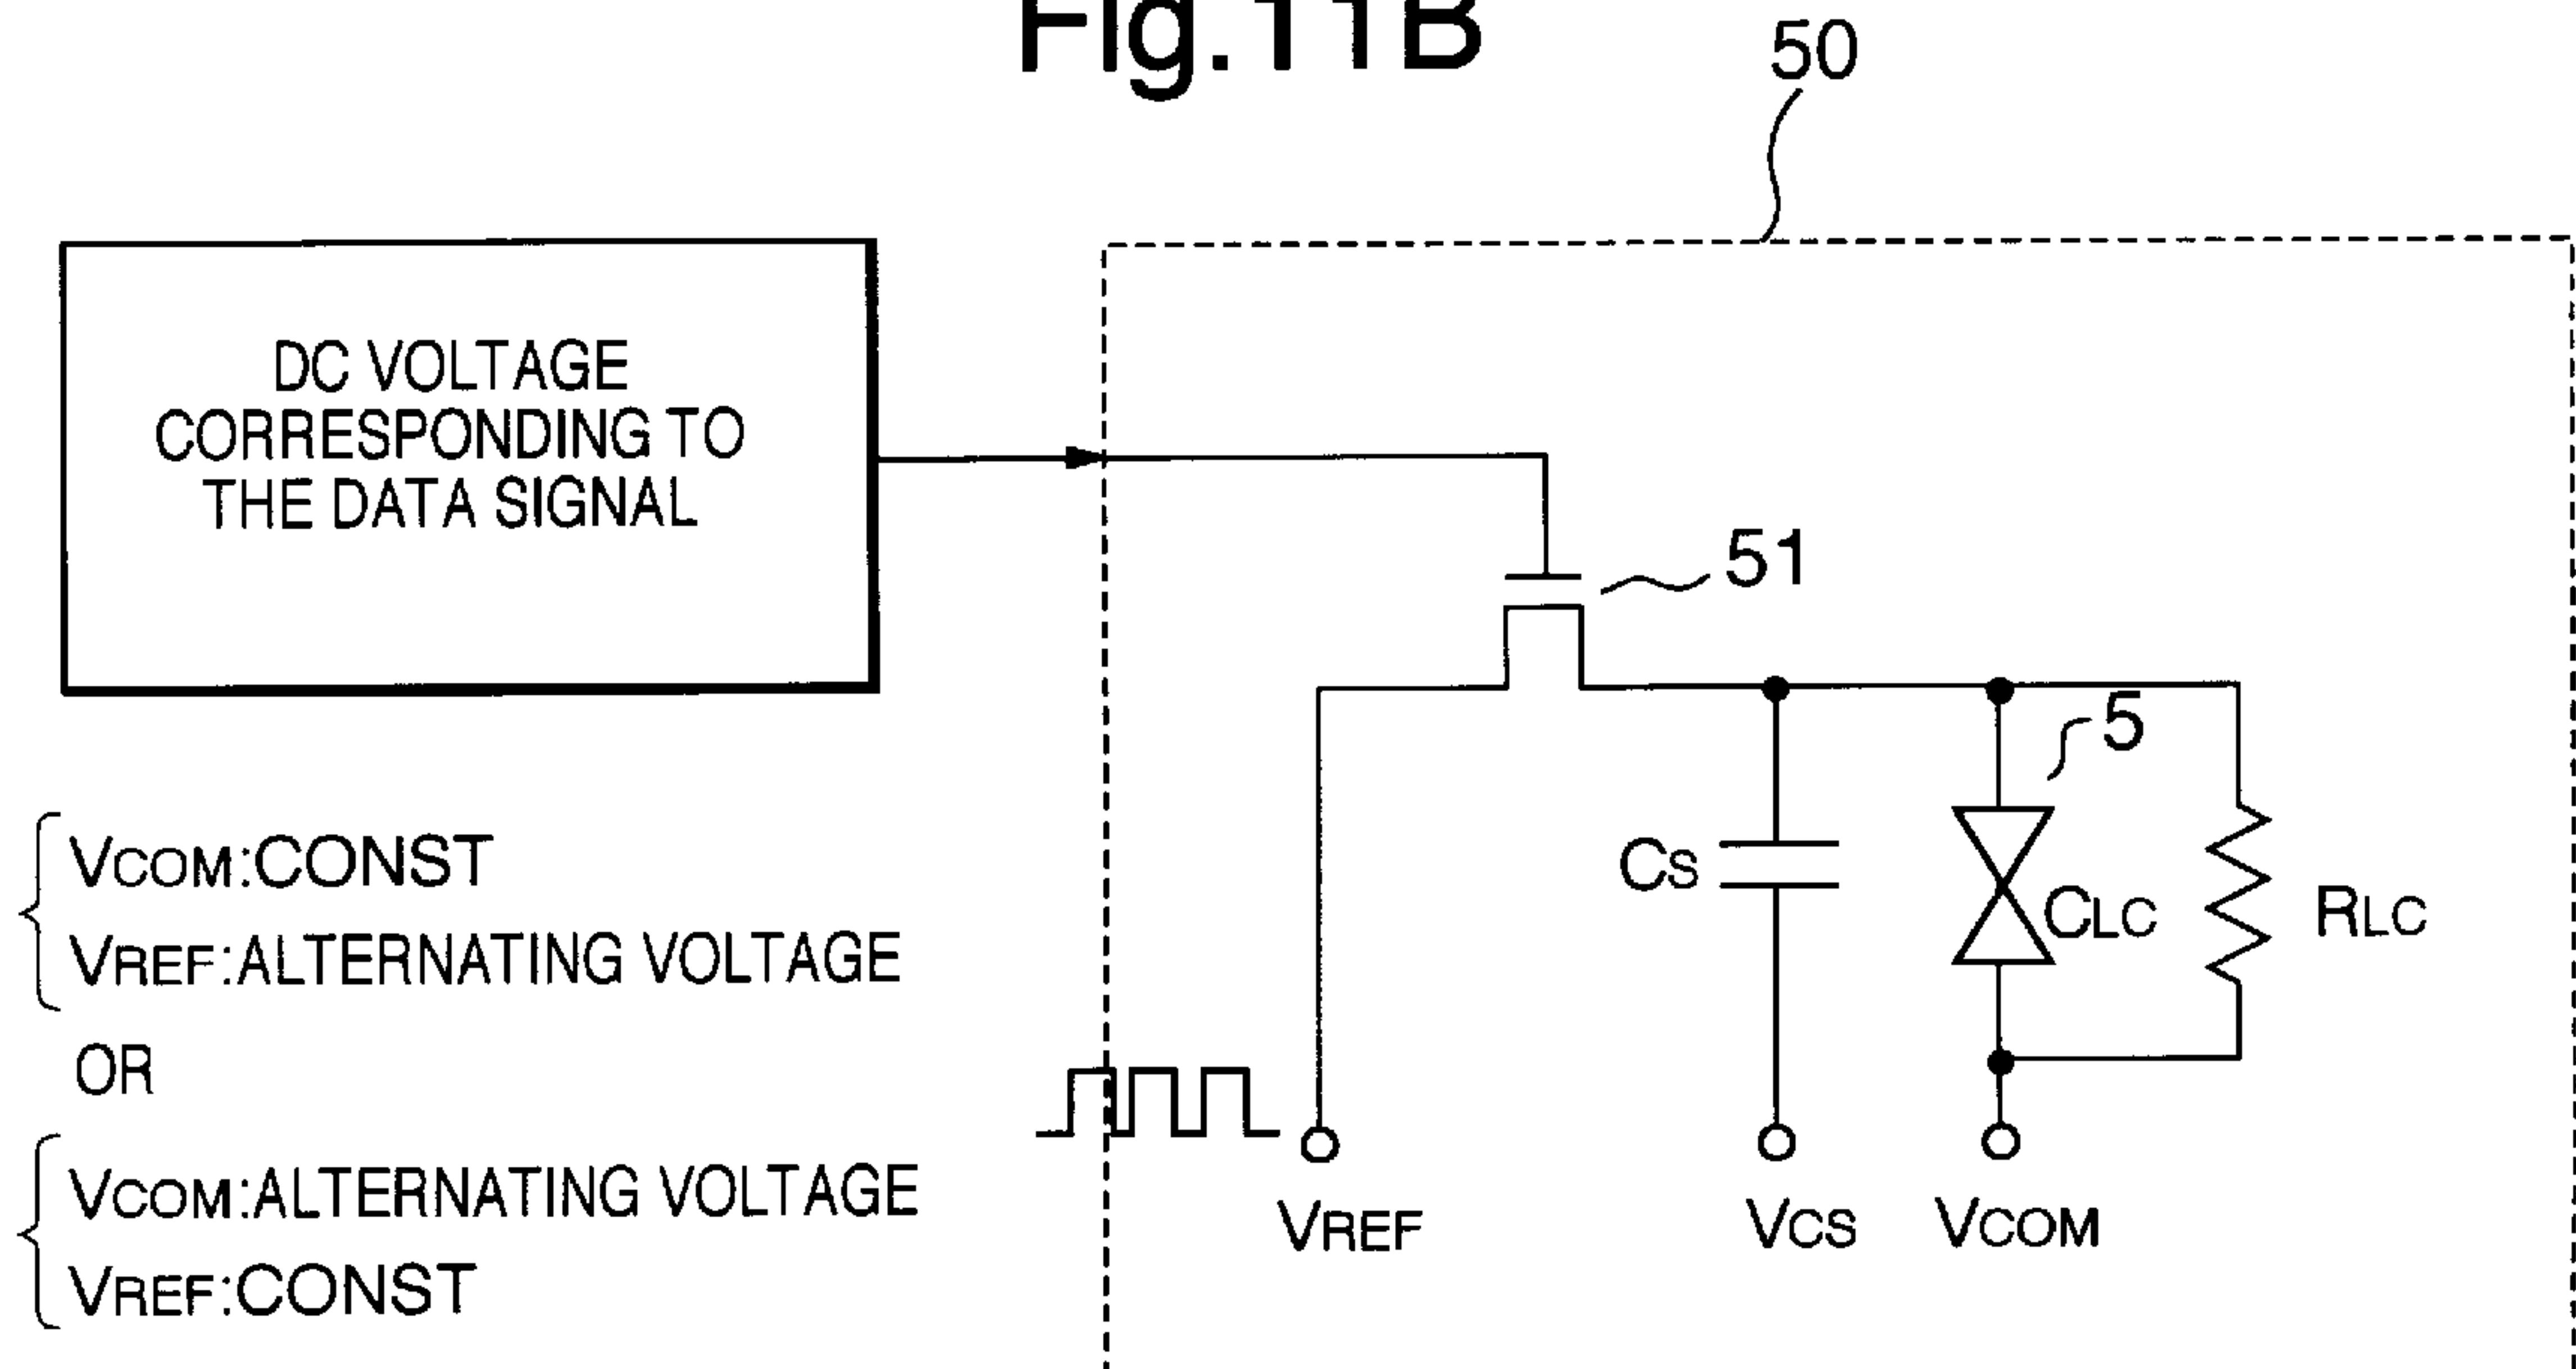 Fig.11B
50
DC VOLTAGE
CORRESPONDING TO
THE DATA SIGNAL
51
5
VCOM:CONST
VREF:ALTERNATING VOLTAGE
OR
VCOM:ALTERNATING VOLTAGE
VREF:CONST
CS
CLC
RLC
VREF
VCS
VCOM